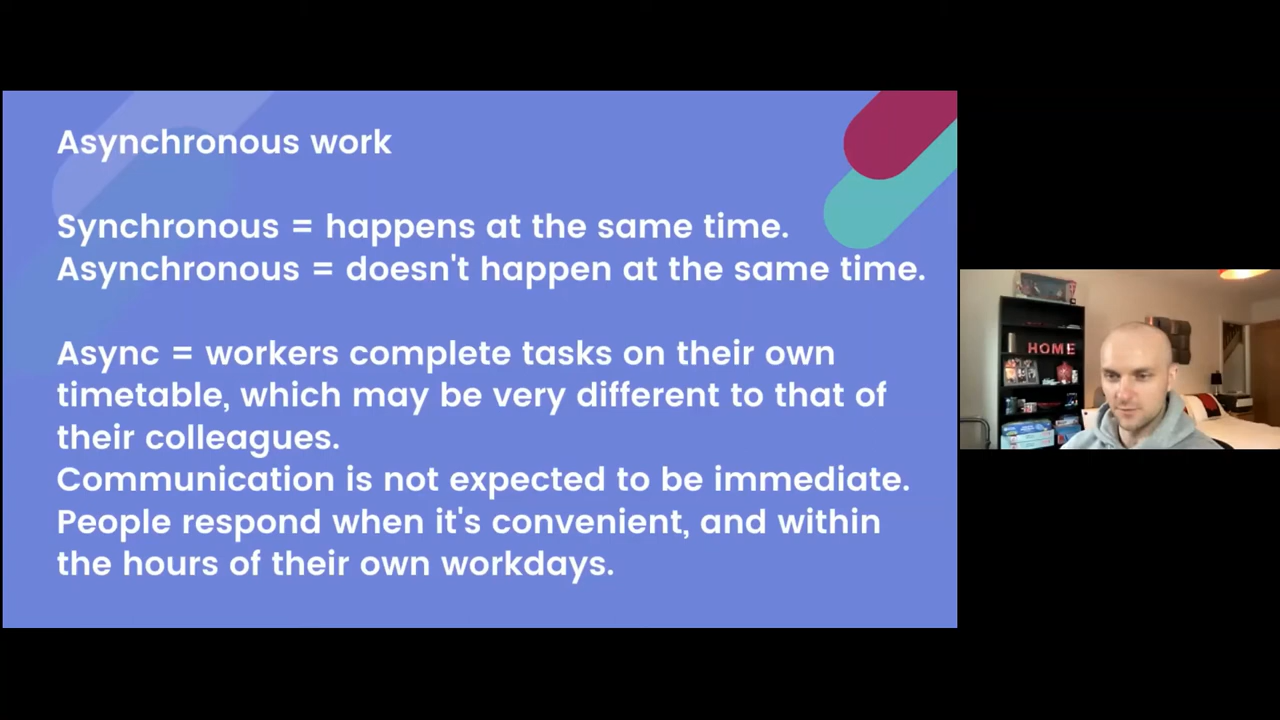 Asynchronous work
Synchronous = happens at the same time.
Asynchronous = doesn't happen at the same time.
Async = workers complete tasks on their own
timetable, which may be very different to that of
their colleagues.
Communication is not expected to be immediate.
People respond when it's convenient, and within
the hours of their own workdays.
HOME